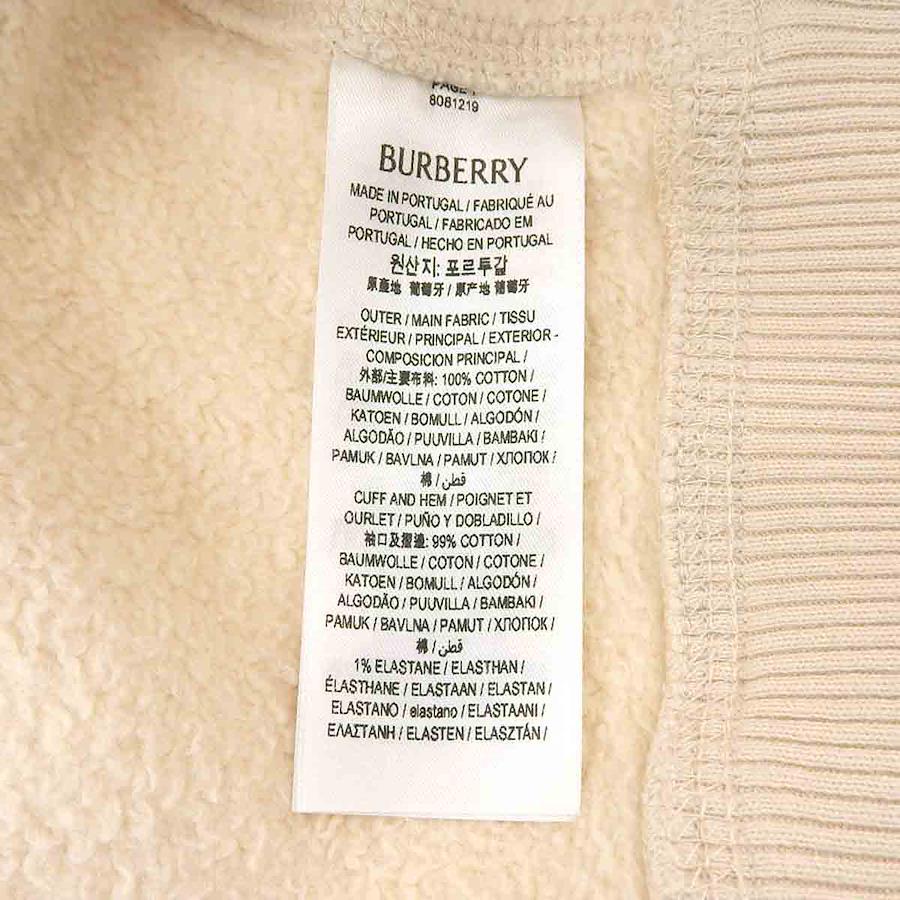 PAGE 1
8081219
BURBERRY
MADE IN PORTUGAL / FABRIQUÉ AU
PORTUGAL / FABRICADO EM
PORTUGAL / HECHO EN PORTUGAL
원산지: 포르투갈
原產地 葡萄牙 / 原产地 葡萄牙
OUTER / MAIN FABRIC / TISSU
EXTÉRIEUR / PRINCIPAL / EXTERIOR -
COMPOSICION PRINCIPAL /
外部/主要布料: 100% COTTON /
BAUMWOLLE / COTON / COTONE /
KATOEN / BOMULL / ALGODÓN /
ALGODÃO / PUUVILLA / BAMBAKI /
PAMUK / BAVLNA / PAMUT / ХЛОПОК /
棉 / قطن
CUFF AND HEM / POIGNET ET
OURLET / PUÑO Y DOBLADILLO /
袖口及摺邊: 99% COTTON /
BAUMWOLLE / COTON / COTONE /
KATOEN / BOMULL / ALGODÓN /
ALGODÃO / PUUVILLA / BAMBAKI /
PAMUK / BAVLNA / PAMUT / ХЛОПОК /
棉 / قطن
1% ELASTANE / ELASTHAN /
ÉLASTHANE / ELASTAAN / ELASTAN /
ELASTANO / elastano / ELASTAANI /
ΕΛΑΣΤΑΝΗ / ELASTEN / ELASZTÁN /